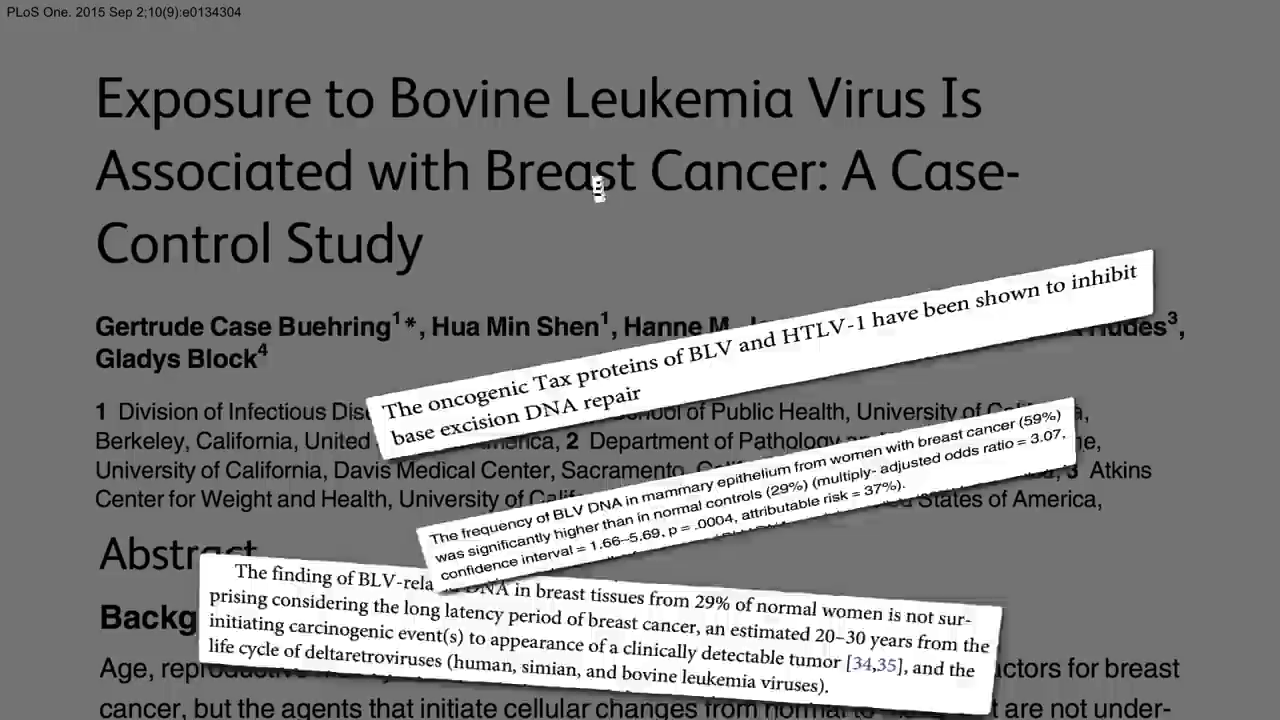 PLoS One. 2015 Sep 2;10(9):e0134304
Exposure to Bovine Leukemia Virus Is
Associated with Breast Cancer: A Case-
Control Study
Gertrude Case Buehring1*, Hua Min Shen1, Hanne M.
Gladys Block4
The oncogenic Tax proteins of BLV and HTLV-1 have been shown to inhibit
base excision DNA repair
1 Division of Infectious of Public Health, University of
Berkeley, California, United 2 Department of Pathology
University of California, Davis Medical Center, Sacramento, 3 Atkins
Center for Weight and Health, University of States of America,
The frequency of BLV DNA in mammary epithelium from women with breast cancer (59%)
was significantly higher than in normal controls (29%) (multiply- adjusted odds ratio = 3.07,
confidence interval = 1.66–5.69, p = .0004, attributable risk = 37%).
Abstract
The finding of BLV-related DNA in breast tissues from 29% of normal women is not sur-
prising considering the long latency period of breast cancer, an estimated 20–30 years from the
initiating carcinogenic event(s) to appearance of a clinically detectable tumor [34,35], and the
life cycle of deltaretroviruses (human, simian, and bovine leukemia viruses).
Age, for breast
cancer, but the agents that initiate cellular changes from normal to are not under-